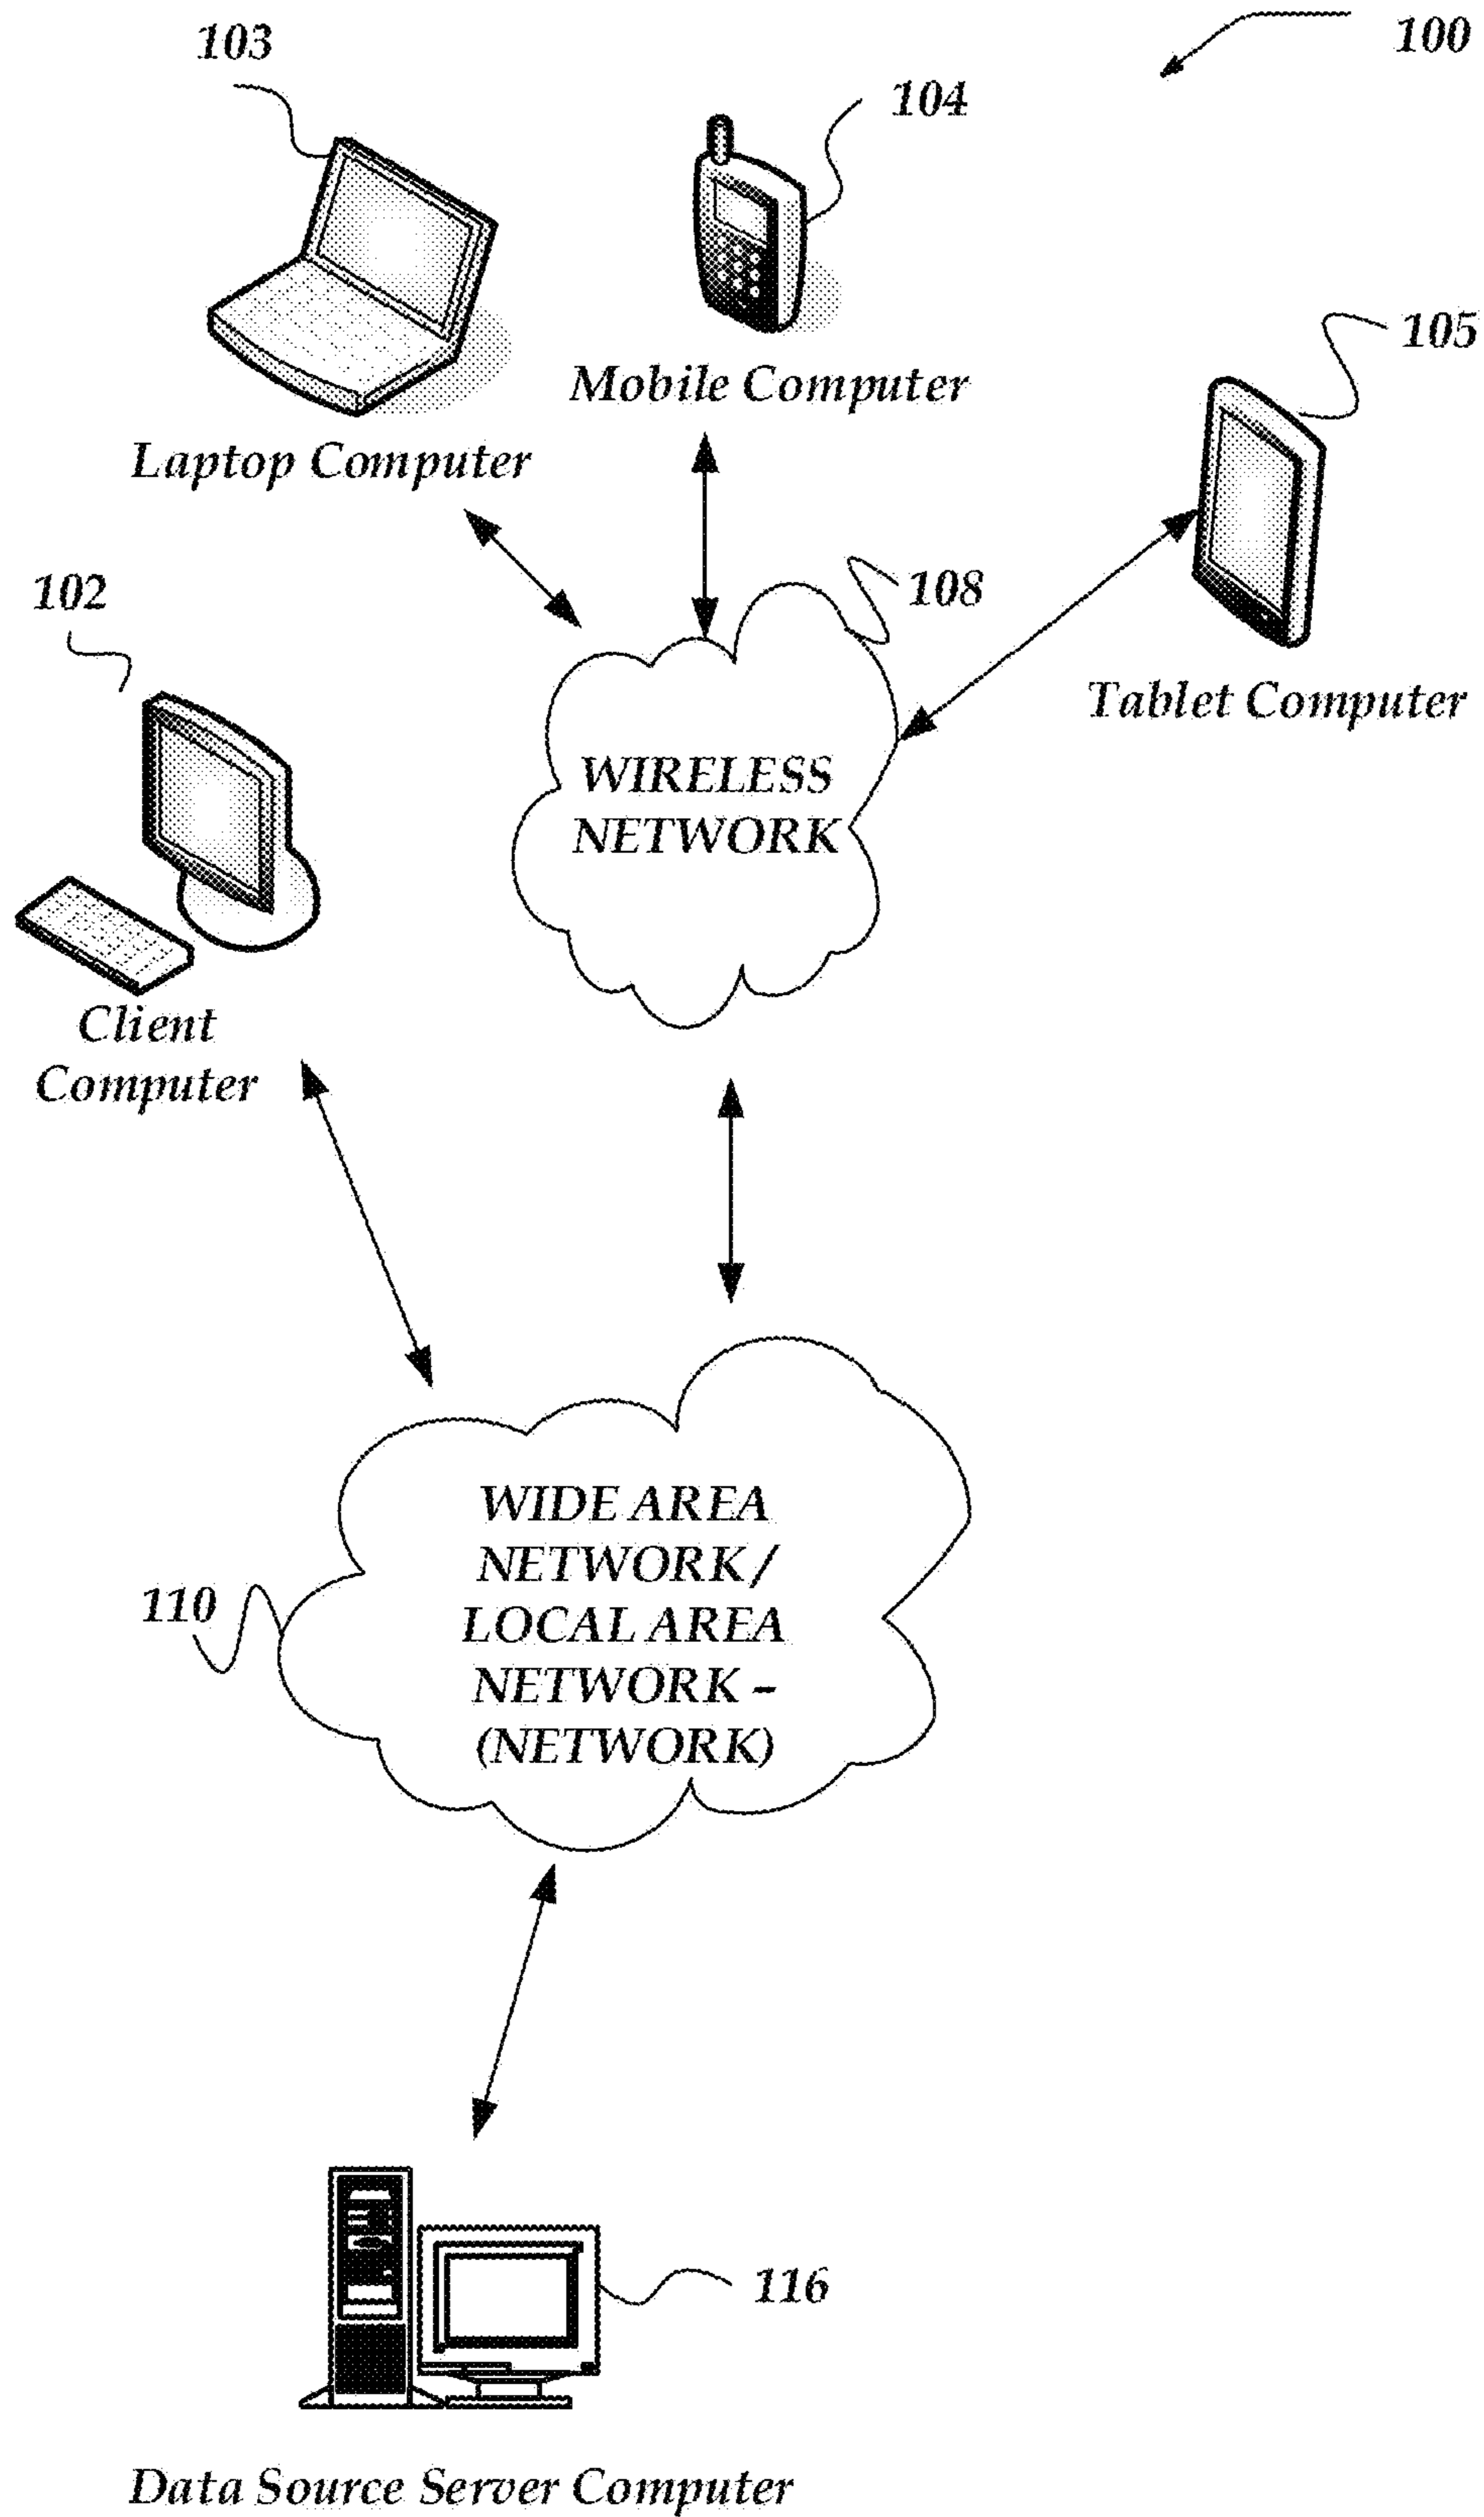 100
103
104
Mobile Computer
105
Laptop Computer
102
108
Tablet Computer
WIRELESS
NETWORK
Client
Computer
WIDE AREA
NETWORK /
LOCAL AREA
NETWORK –
(NETWORK)
110
116
Data Source Server Computer